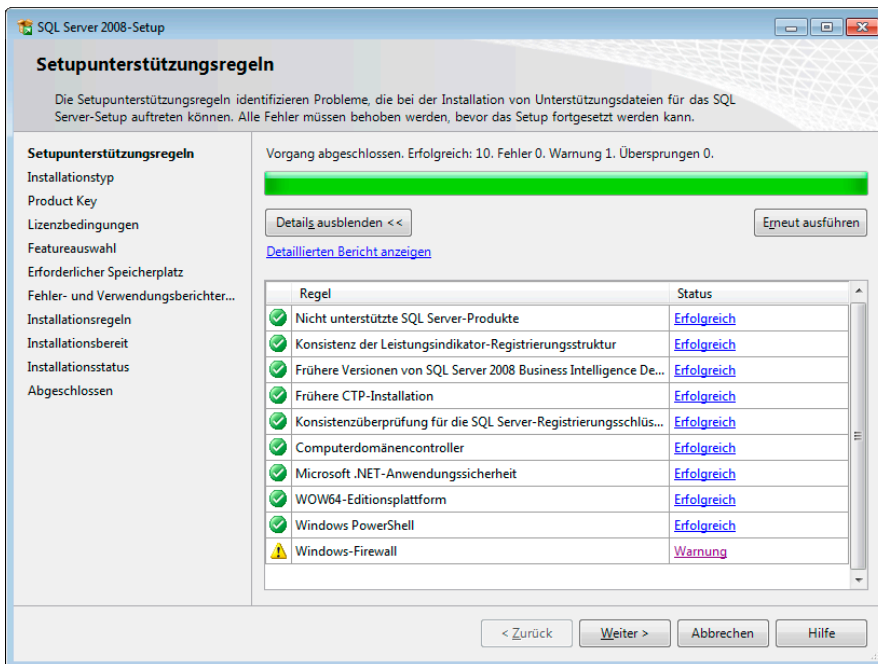 SQL Server 2008-Setup
Setupunterstützungsregeln
Die Setupunterstützungsregeln identifizieren Probleme, die bei der Installation von Unterstützungsdateien für das SQL
Server-Setup auftreten können. Alle Fehler müssen behoben werden, bevor das Setup fortgesetzt werden kann.
Setupunterstützungsregeln
Installationstyp
Product Key
Lizenzbedingungen
Featureauswahl
Erforderlicher Speicherplatz
Fehler- und Verwendungsberichter...
Installationsregeln
Installationsbereit
Installationsstatus
Abgeschlossen
Vorgang abgeschlossen. Erfolgreich: 10. Fehler 0. Warnung 1. Übersprungen 0.
Details ausblenden <<
Erneut ausführen
Detaillierten Bericht anzeigen
Regel Status
Nicht unterstützte SQL Server-Produkte Erfolgreich
Konsistenz der Leistungsindikator-Registrierungsstruktur Erfolgreich
Frühere Versionen von SQL Server 2008 Business Intelligence De... Erfolgreich
Frühere CTP-Installation Erfolgreich
Konsistenzüberprüfung für die SQL Server-Registrierungsschlüs... Erfolgreich
Computerdomänencontroller Erfolgreich
Microsoft .NET-Anwendungssicherheit Erfolgreich
WOW64-Editionsplattform Erfolgreich
Windows PowerShell Erfolgreich
Windows-Firewall Warnung
< Zurück
Weiter >
Abbrechen
Hilfe